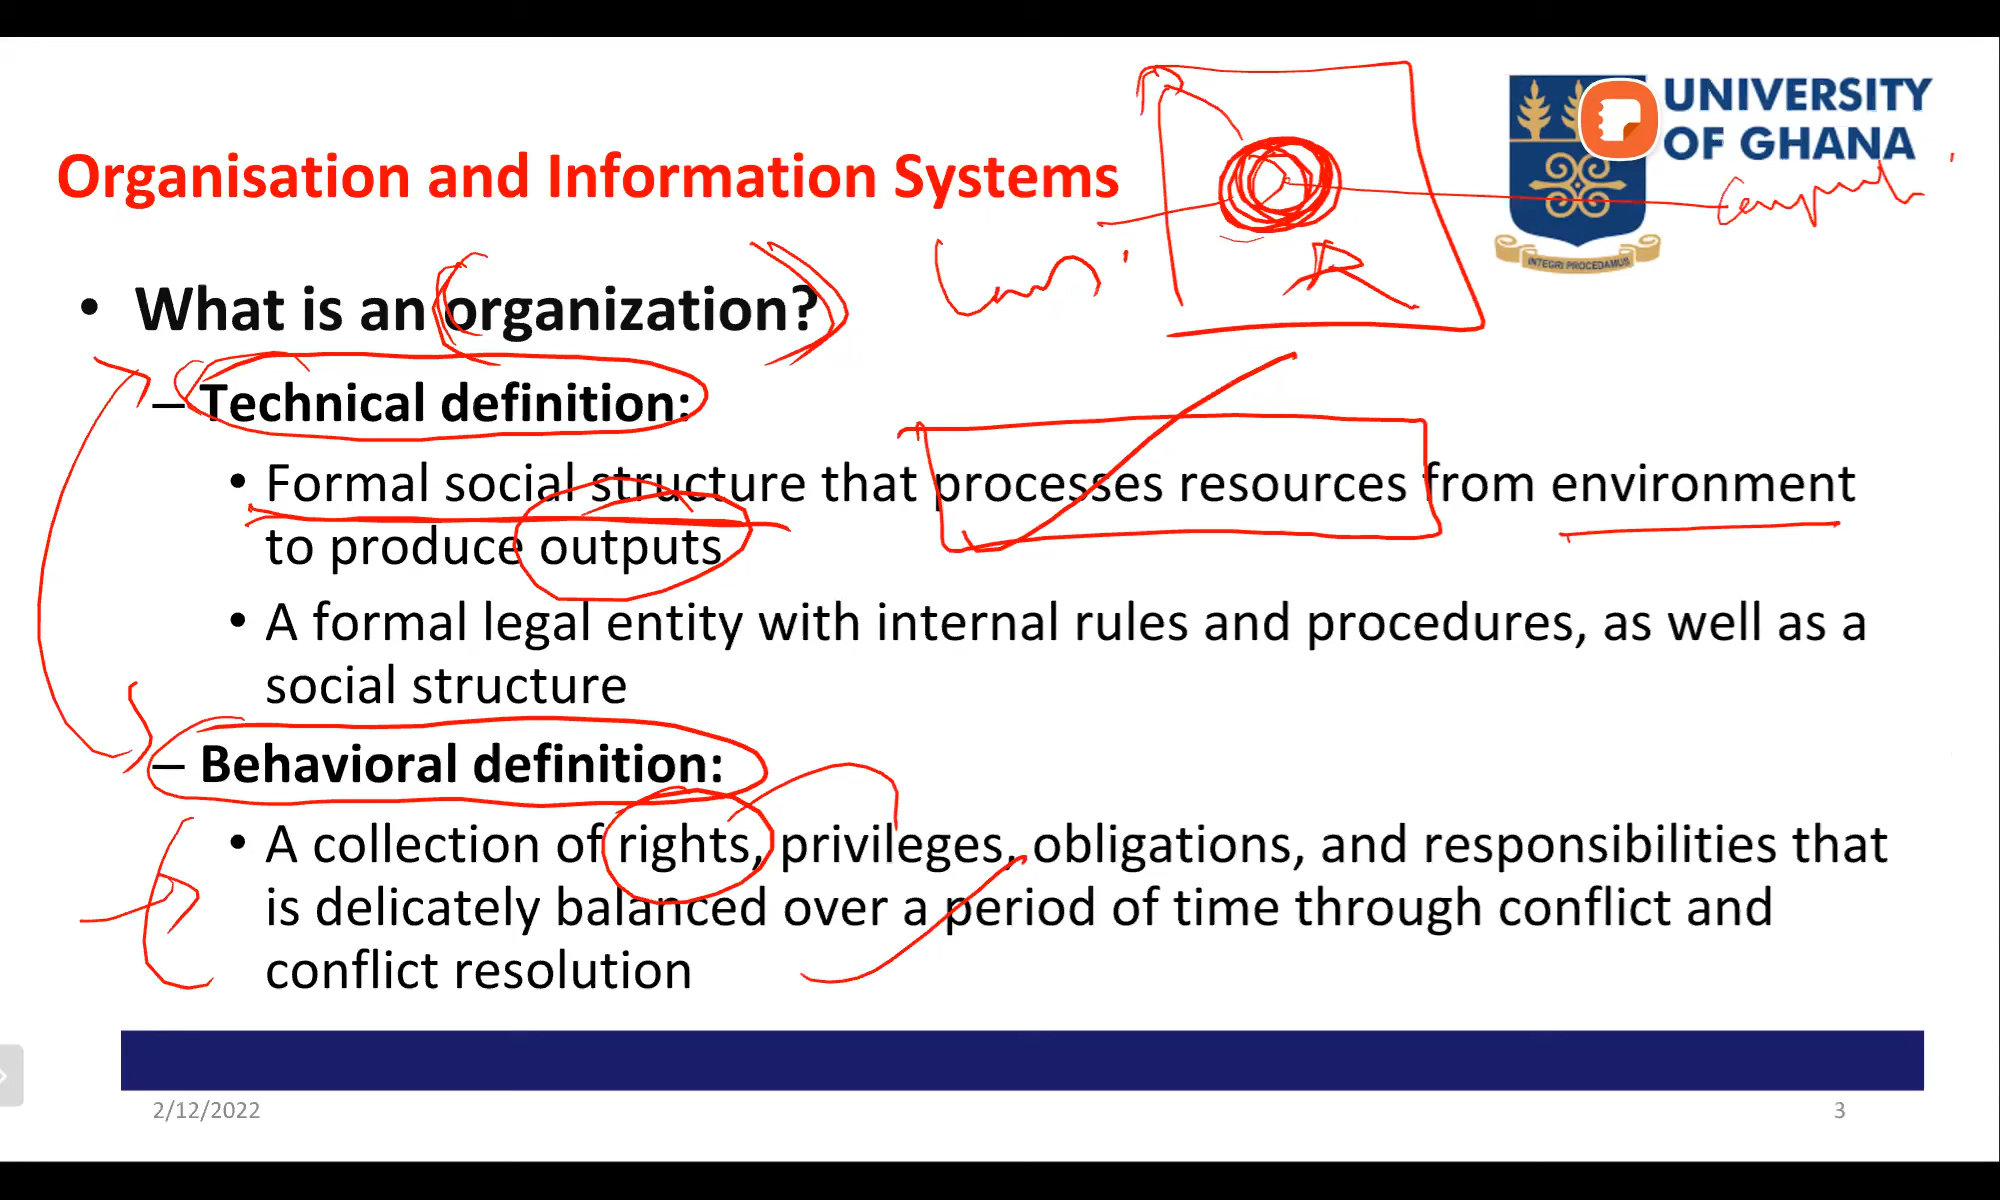 UNIVERSITY
OF GHANA
INTEGRI PROCEDAMUS
Organisation and Information Systems
• What is an organization?
– Technical definition:
• Formal social structure that processes resources from environment
to produce outputs
• A formal legal entity with internal rules and procedures, as well as a
social structure
– Behavioral definition:
• A collection of rights, privileges, obligations, and responsibilities that
is delicately balanced over a period of time through conflict and
conflict resolution
2/12/2022
3